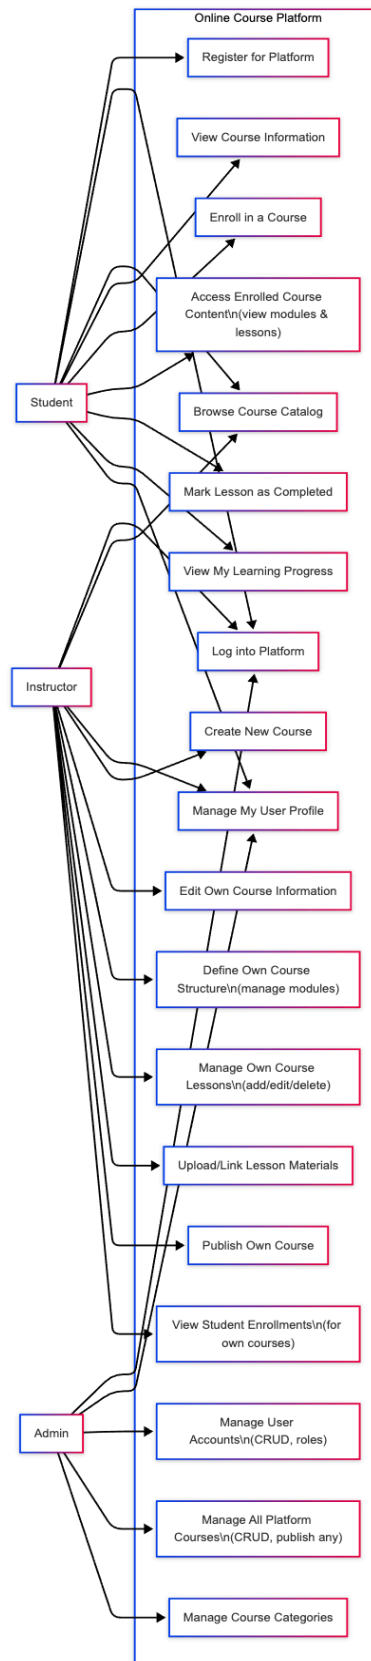 Online Course Platform
Register for Platform
View Course Information
Enroll in a Course
Access Enrolled Course
Content\n(view modules &
lessons)
Student
Browse Course Catalog
Mark Lesson as Completed
View My Learning Progress
Log into Platform
Instructor
Create New Course
Manage My User Profile
Edit Own Course Information
Define Own Course
Structure\n(manage modules)
Manage Own Course
Lessons\n(add/edit/delete)
Upload/Link Lesson Materials
Publish Own Course
View Student Enrollments\n(for
own courses)
Admin
Manage User
Accounts\n(CRUD, roles)
Manage All Platform
Courses\n(CRUD, publish any)
Manage Course Categories